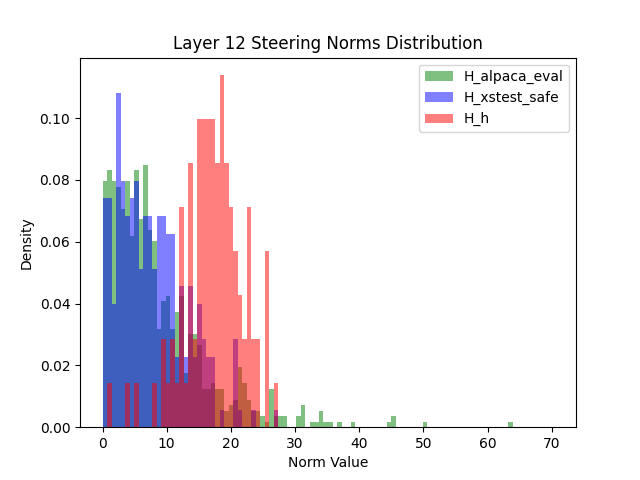 Layer 12 Steering Norms Distribution
H_alpaca_eval
H_xstest_safe
H_h
0.10
0.08
0.06
0.04
0.02
0.00
Density
0 10 20 30 40 50 60 70
Norm Value